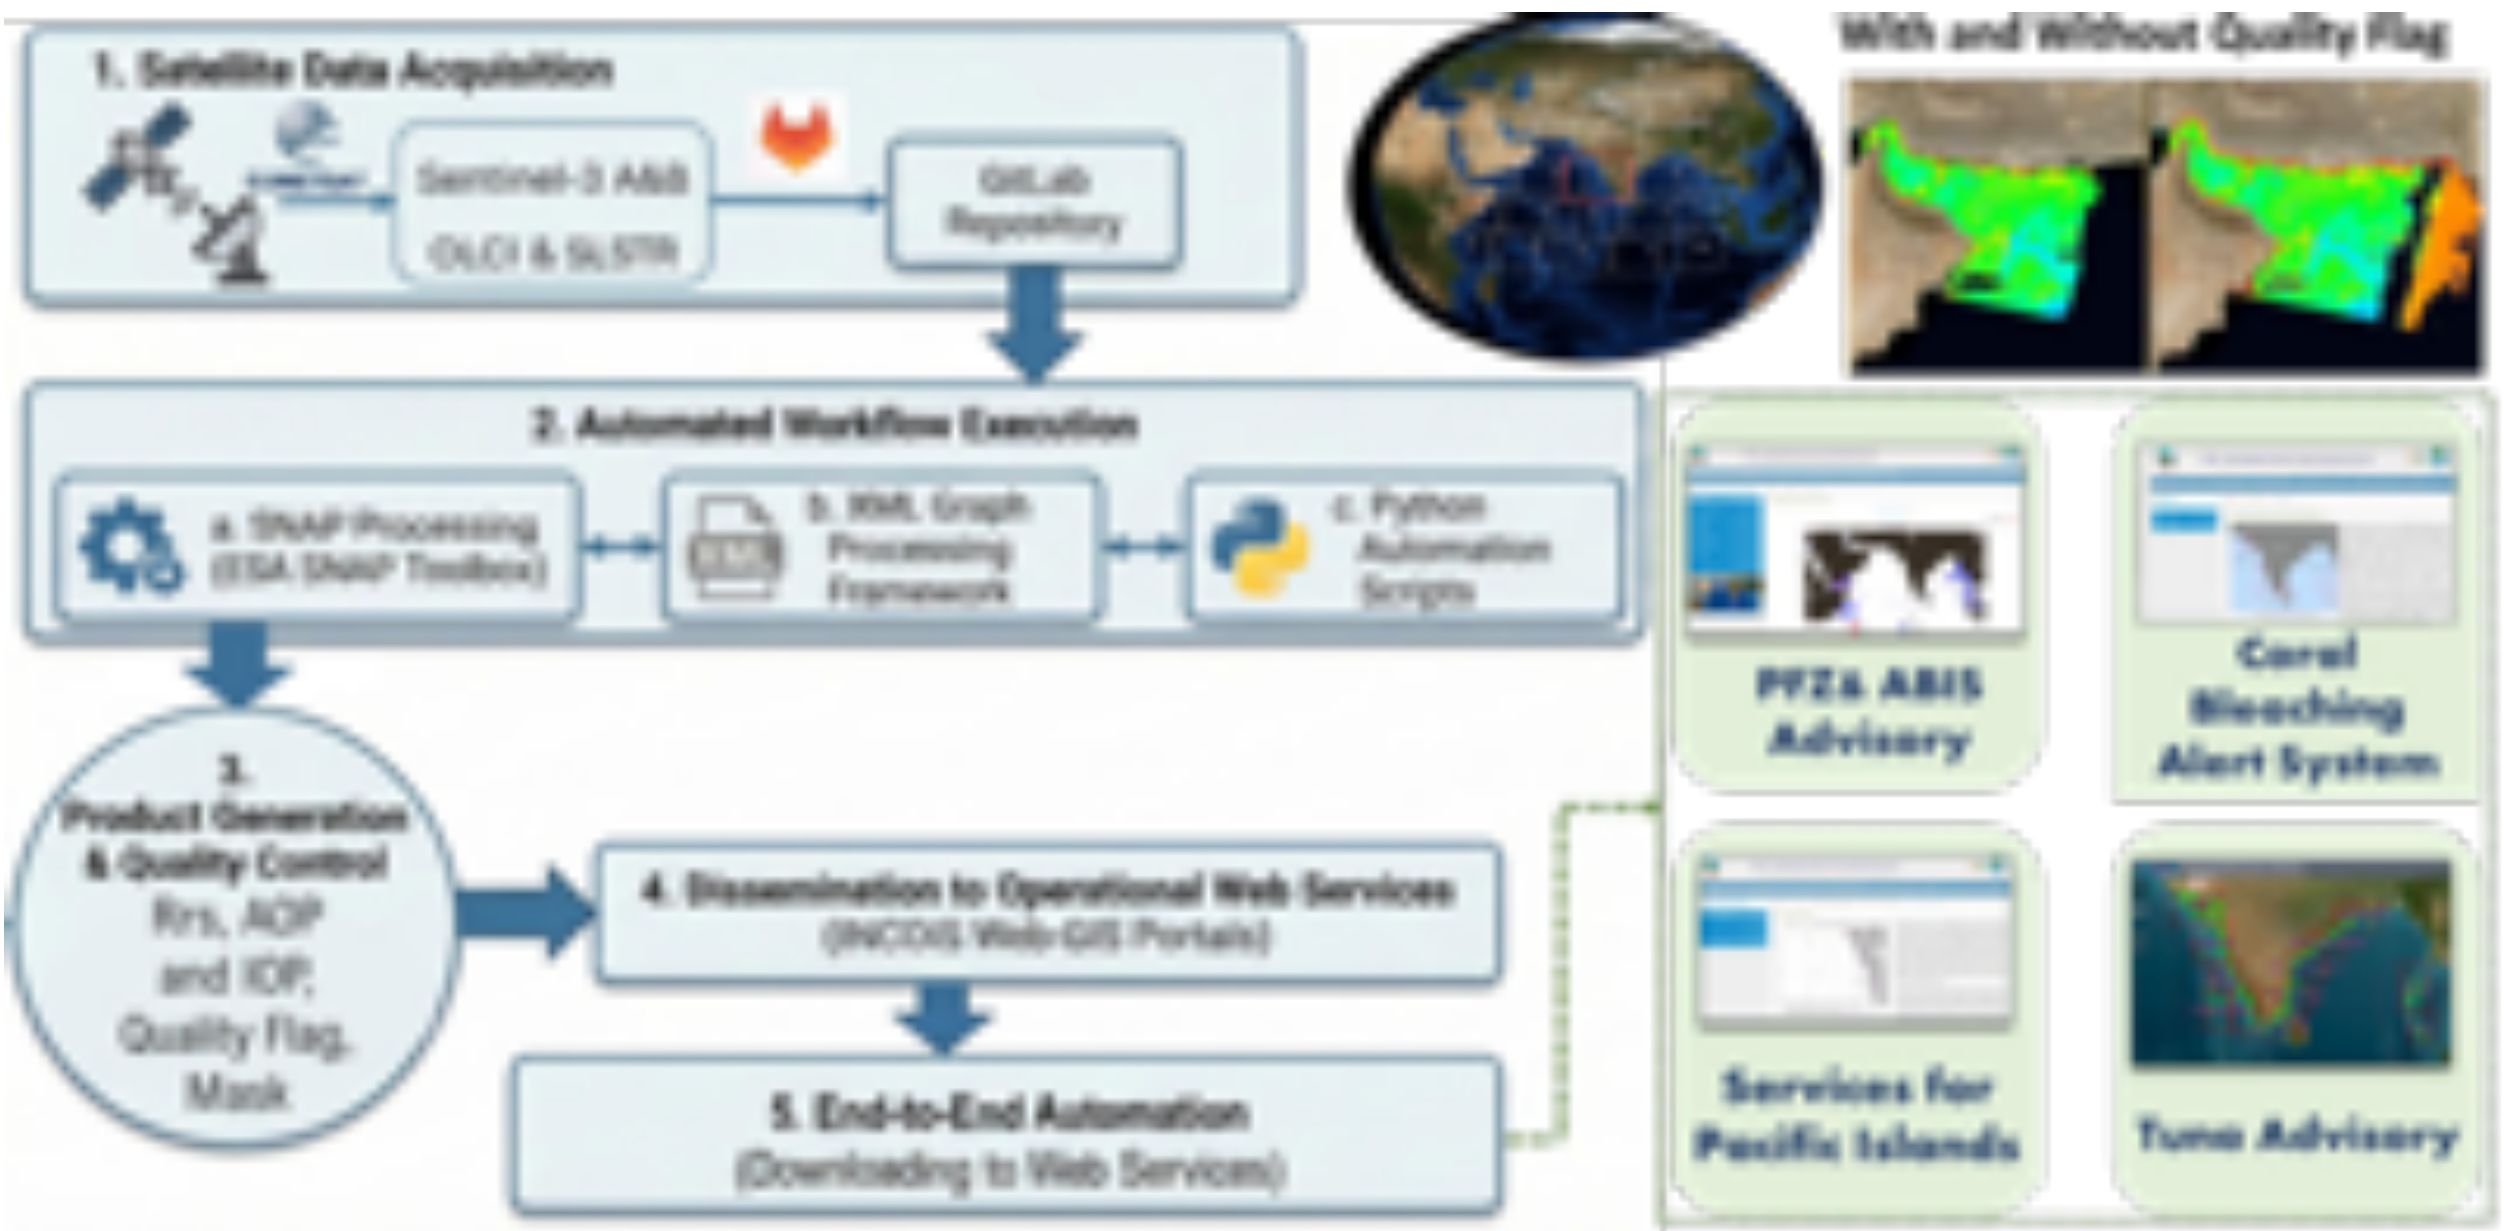 1. Satellite Data Acquisition
Sentinel-3 A&B
OLCI & SLSTR
GitLab
Repository
With and Without Quality Flag
2. Automated Workflow Execution
a. SNAP Processing
(ESA SNAP Toolbox)
b. XML Graph
Processing
Framework
c. Python
Automation
Scripts
3.
Product Generation
& Quality Control
Rrs, AOP
and IOP,
Quality Flag,
Mask
4. Dissemination to Operational Web Services
(INCOIS Web-GIS Portals)
5. End-to-End Automation
(Downloading to Web Services)
PFZ& ABIS
Advisory
Coral
Bleaching
Alert System
Services for
Pacific Islands
Tuna Advisory